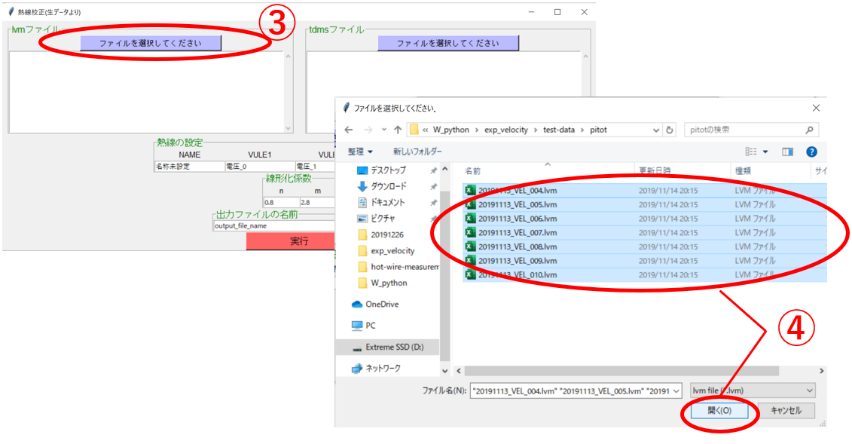 熱線校正(生データより)
③
lvmファイル
tdmsファイル
ファイルを選択してください
ファイルを選択してください
熱線の設定
NAME
VULE1
名称未設定
電圧_0
電圧_1
線形化係数
n
m
0.8
2.8
出力ファイルの名前
output_file_name
実行
ファイルを選択してください。
« W_python › exp_velocity › test-data › pitot
pitotの検索
整理
新しいフォルダー
デスクトップ
ダウンロード
ドキュメント
ピクチャ
20191226
exp_velocity
hot-wire-measurem
W_python
OneDrive
PC
Extreme SSD (D:)
ネットワーク
名前 更新日時 種類 サイ
20191113_VEL_004.lvm 2019/11/14 20:15 LVM ファイル
20191113_VEL_005.lvm 2019/11/14 20:15 LVM ファイル
20191113_VEL_006.lvm 2019/11/14 20:15 LVM ファイル
20191113_VEL_007.lvm 2019/11/14 20:15 LVM ファイル
20191113_VEL_008.lvm 2019/11/14 20:15 LVM ファイル
20191113_VEL_009.lvm 2019/11/14 20:15 LVM ファイル
20191113_VEL_010.lvm 2019/11/14 20:15 LVM ファイル
④
ファイル名(N): "20191113_VEL_004.lvm" "20191113_VEL_005.lvm" "20191
lvm file (*.lvm)
開く(O)
キャンセル